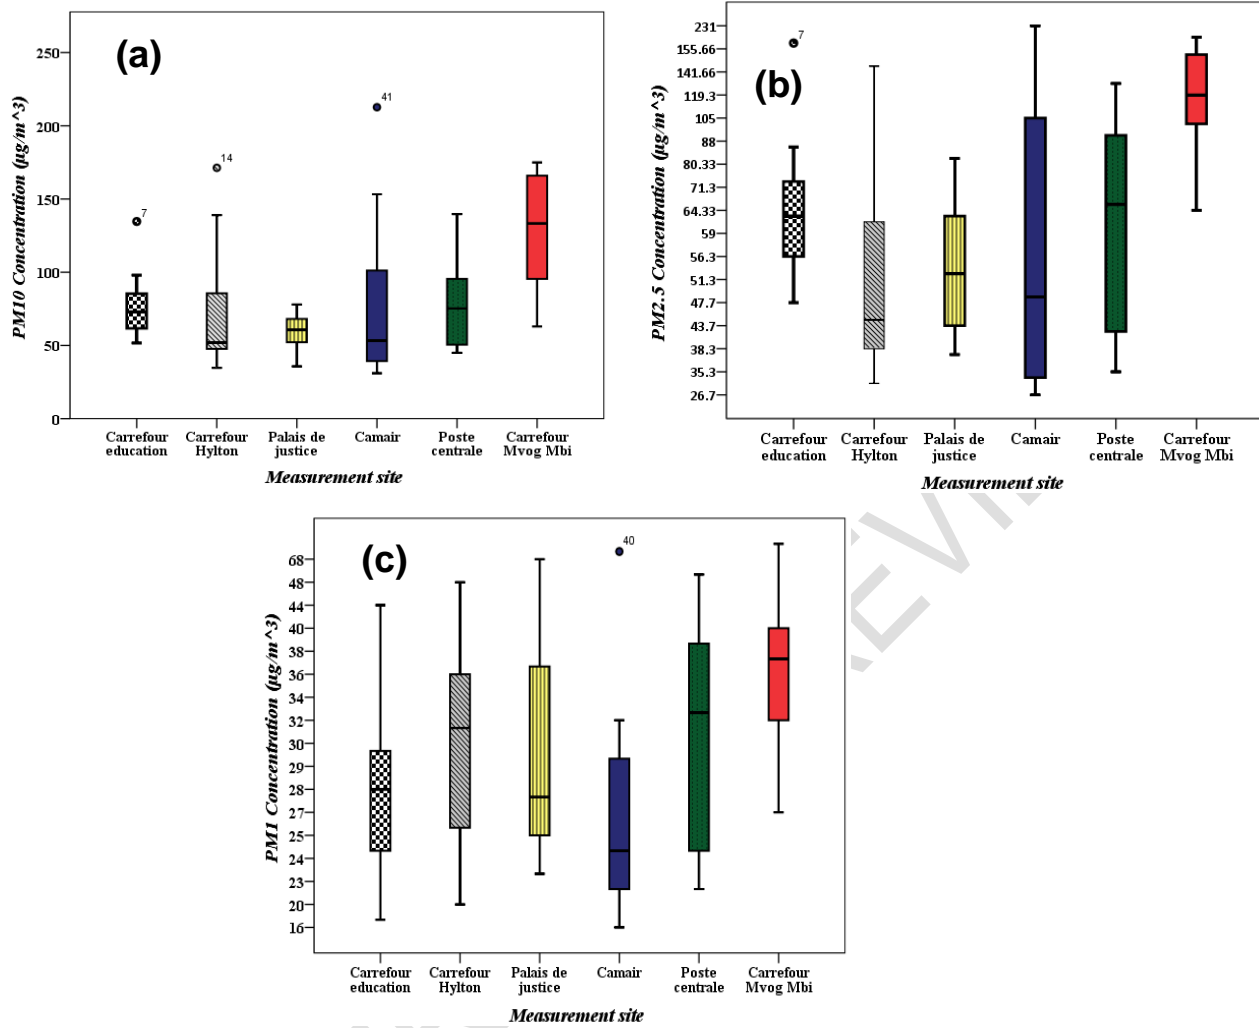 (a)
PM10 Concentration (µg/m^3)
250
200
150
100
50
0
7
14
41
Carrefour education
Carrefour Hylton
Palais de justice
Camair
Poste centrale
Carrefour Mvog Mbi
Measurement site
(b)
PM2.5 Concentration (µg/m^3)
231
155.66
141.66
119.3
105
88
80.33
71.3
64.33
59
56.3
51.3
47.7
43.7
38.3
35.3
26.7
7
Carrefour education
Carrefour Hylton
Palais de justice
Camair
Poste centrale
Carrefour Mvog Mbi
Measurement site
(c)
PM1 Concentration (µg/m^3)
68
48
44
40
38
36
34
32
30
29
28
27
25
24
23
20
16
40
Carrefour education
Carrefour Hylton
Palais de justice
Camair
Poste centrale
Carrefour Mvog Mbi
Measurement site